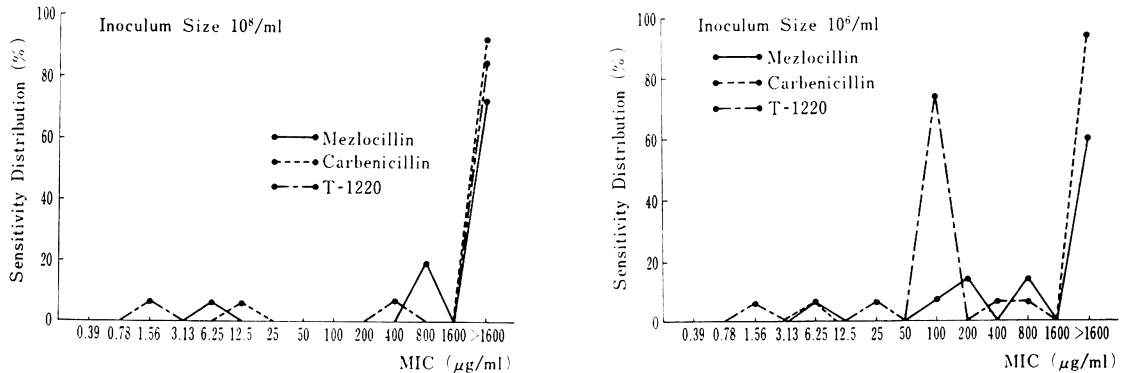 Inoculum Size 10⁸/ml
Sensitivity Distribution (%)
100
80
60
40
20
0
Mezlocillin
Carbenicillin
T-1220
0.39 0.78 1.56 3.13 6.25 12.5 25 50 100 200 400 800 1600 >1600
MIC (μg/ml)
Inoculum Size 10⁶/ml
Sensitivity Distribution (%)
100
80
60
40
20
0
Mezlocillin
Carbenicillin
T-1220
0.39 0.78 1.56 3.13 6.25 12.5 25 50 100 200 400 800 1600 >1600
MIC (μg/ml)